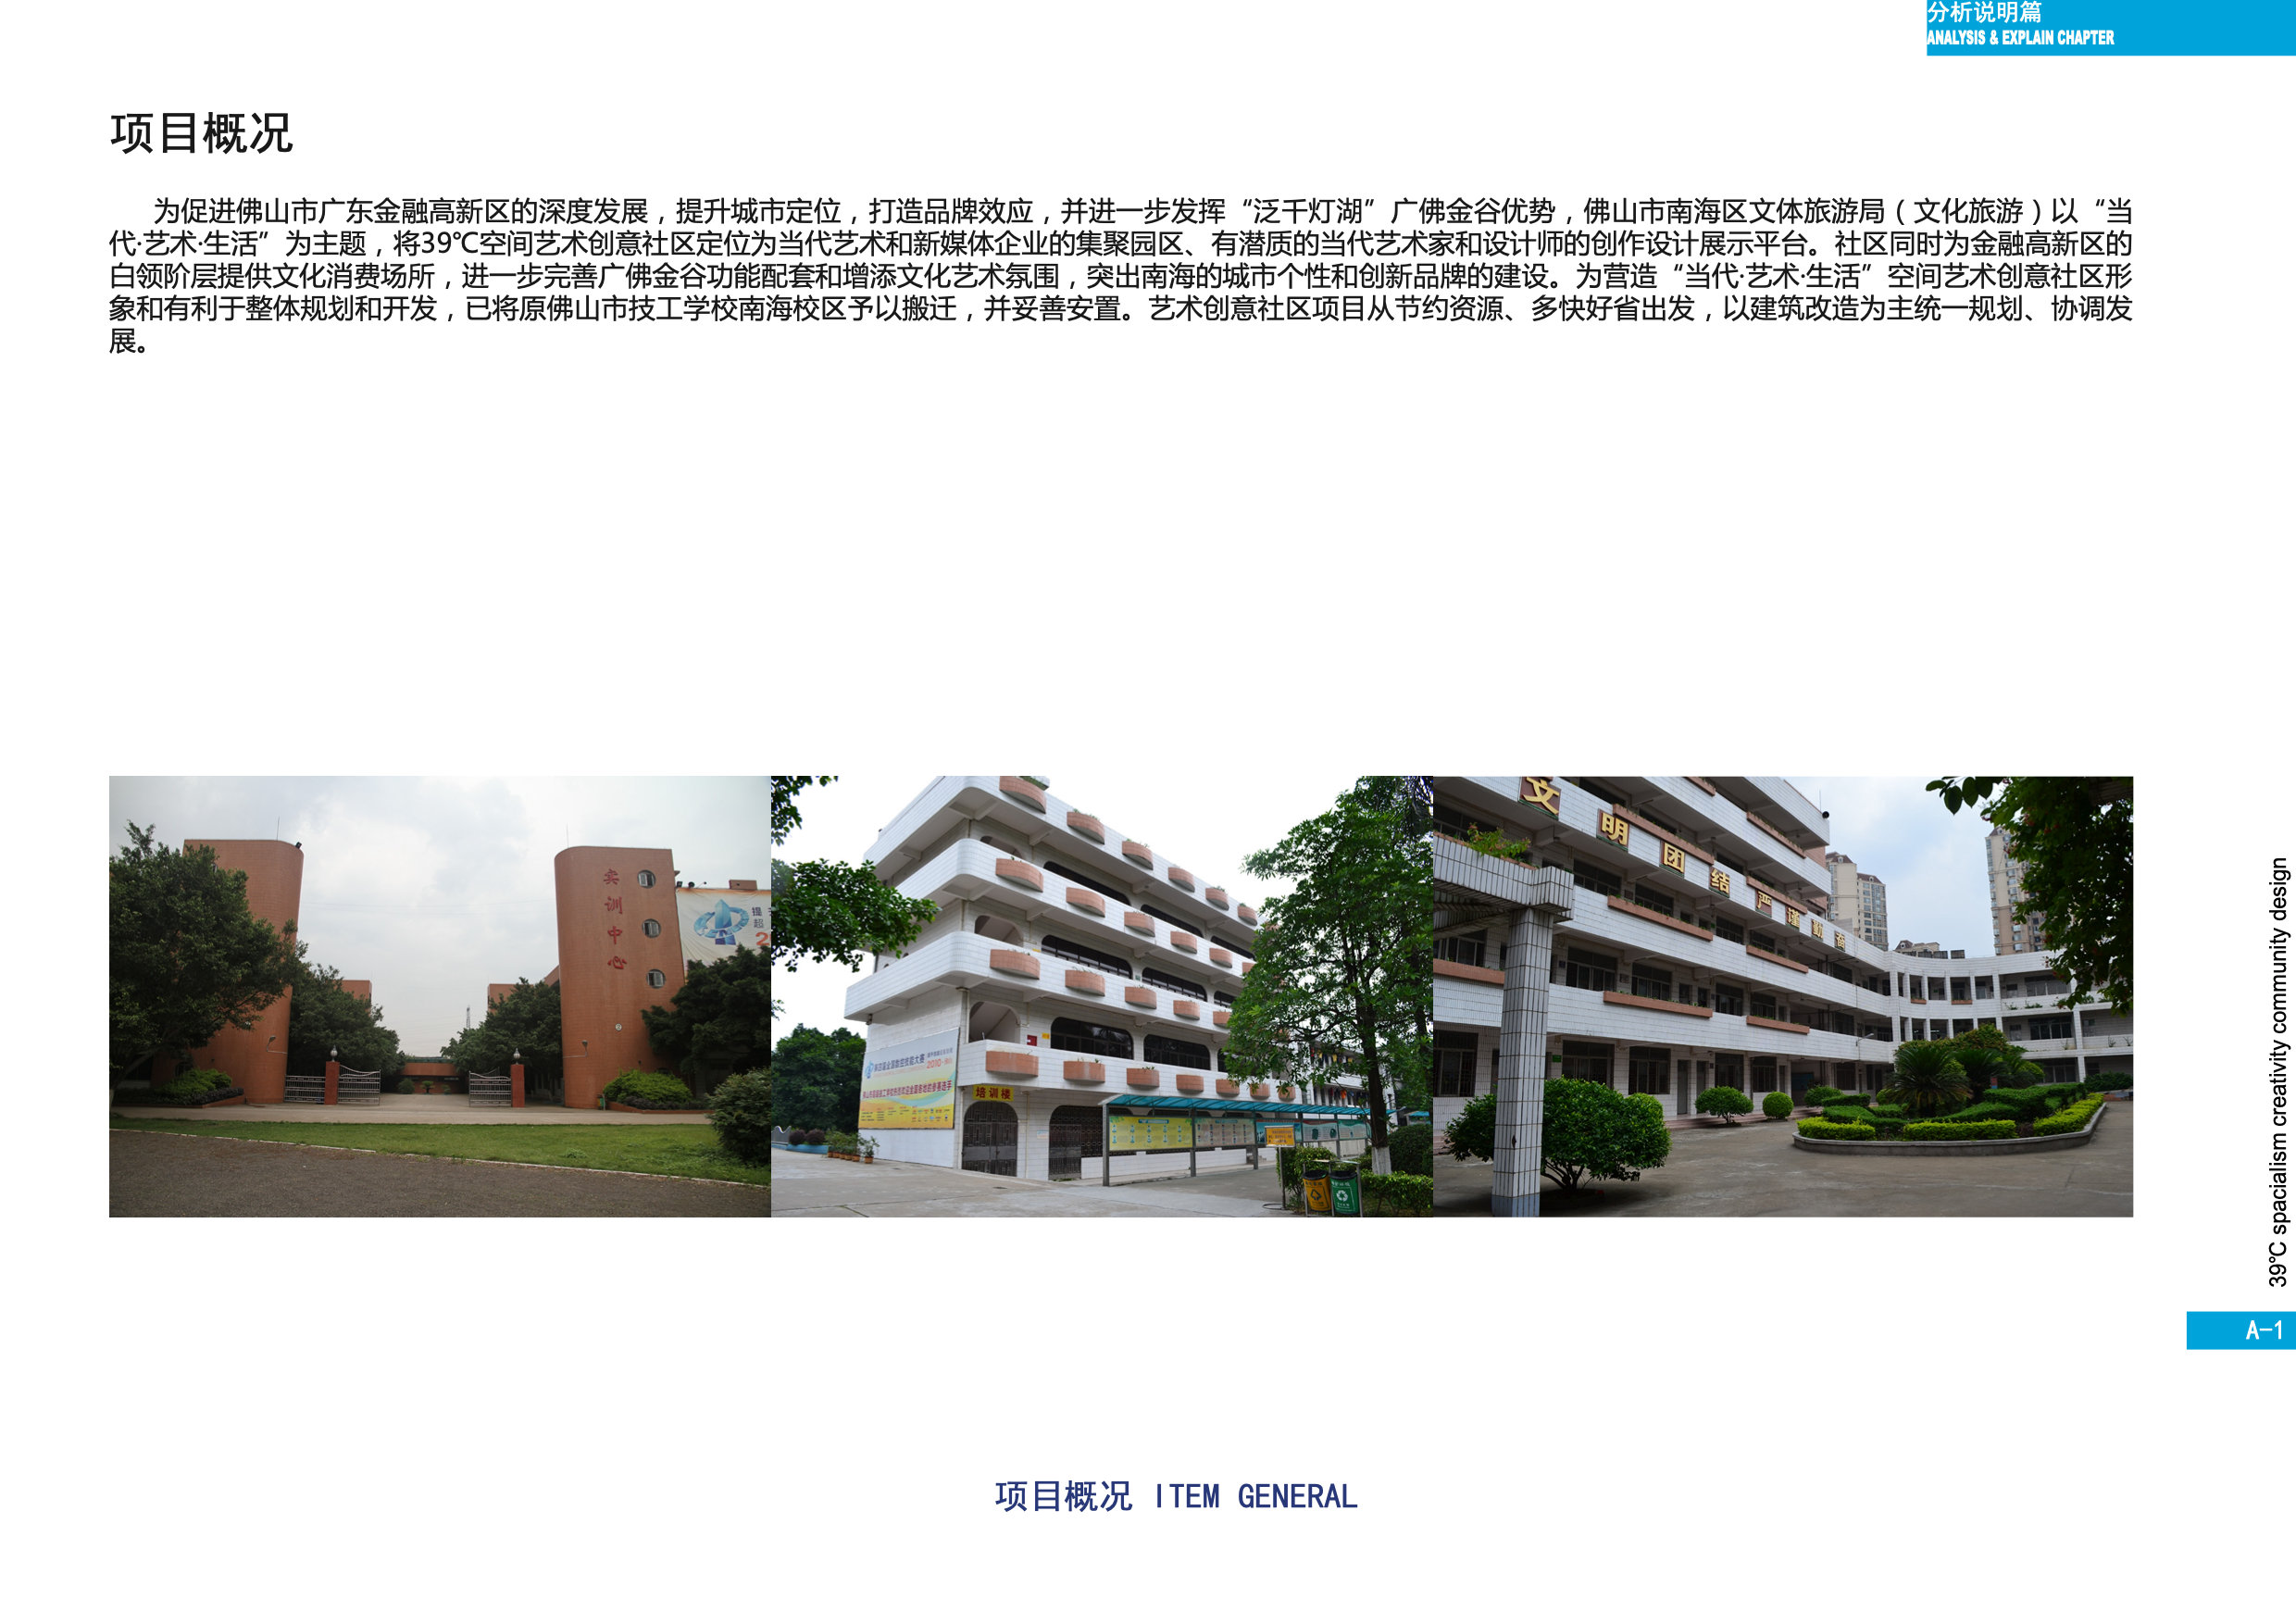 分析说明篇
ANALYSIS & EXPLAIN CHAPTER
项目概况
为促进佛山市广东金融高新区的深度发展，提升城市定位，打造品牌效应，并进一步发挥“泛千灯湖”广佛金谷优势，佛山市南海区文体旅游局（文化旅游）以“当
代·艺术·生活”为主题，将39℃空间艺术创意社区定位为当代艺术和新媒体企业的集聚园区、有潜质的当代艺术家和设计师的创作设计展示平台。社区同时为金融高新区的
白领阶层提供文化消费场所，进一步完善广佛金谷功能配套和增添文化艺术氛围，突出南海的城市个性和创新品牌的建设。为营造“当代·艺术·生活”空间艺术创意社区形
象和有利于整体规划和开发，已将原佛山市技工学校南海校区予以搬迁，并妥善安置。艺术创意社区项目从节约资源、多快好省出发，以建筑改造为主统一规划、协调发
展。
实训中心
提
超
2
培训楼
文明团结严谨勤奋
39℃ spacialism creativity community design
A-1
项目概况 ITEM GENERAL